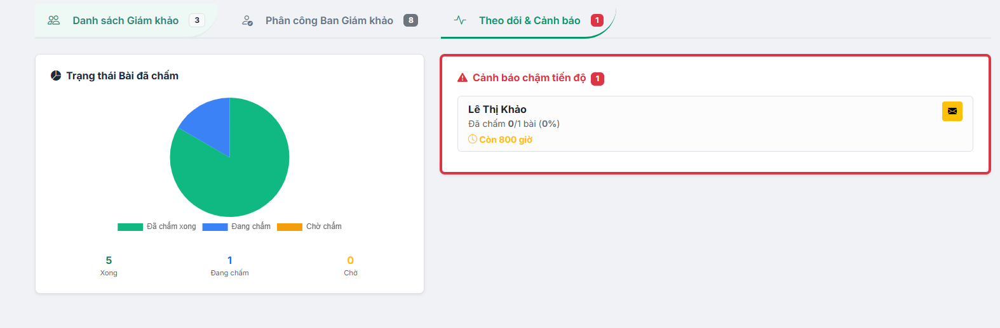 Danh sách Giám khảo 3 Phân công Ban Giám khảo 8 Theo dõi & Cảnh báo 1
Trạng thái Bài đã chấm
Đã chấm xong Đang chấm Chờ chấm
5 1 0
Xong Đang chấm Chờ
Cảnh báo chậm tiến độ 1
Lê Thị Khảo
Đã chấm 0/1 bài (0%)
Còn 800 giờ